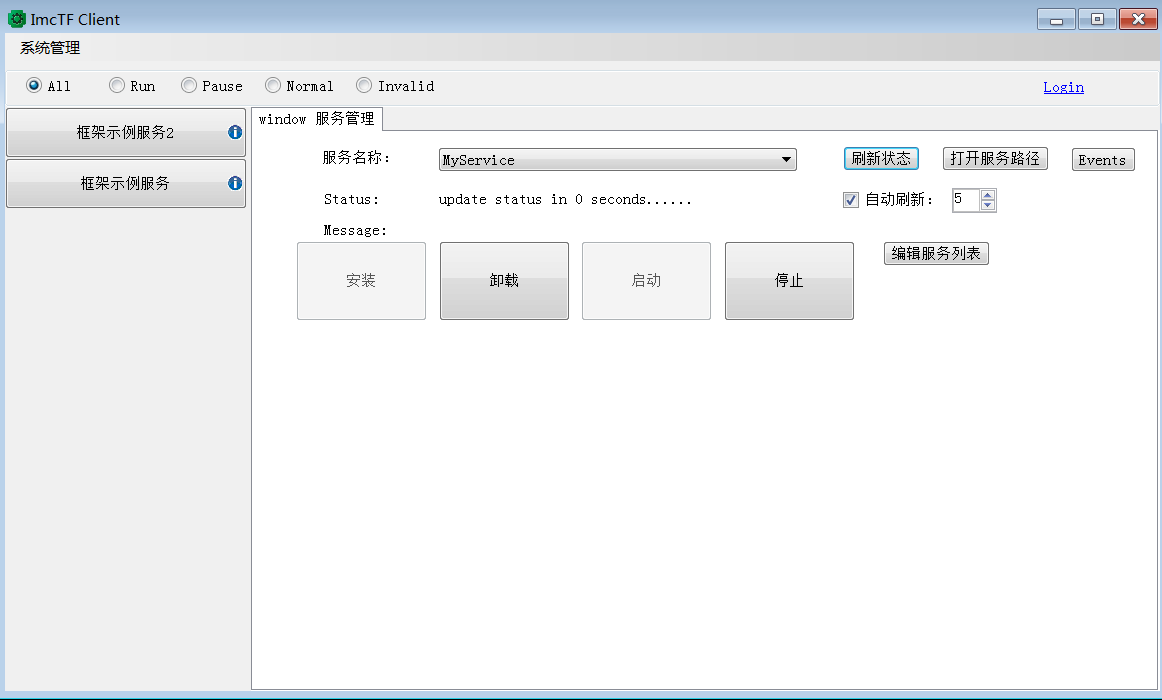 ImcTF Client
系统管理
All Run Pause Normal Invalid Login
框架示例服务2
框架示例服务
window 服务管理
服务名称： MyService 刷新状态 打开服务路径 Events
Status: update status in 0 seconds...... 自动刷新： 5
Message:
安装 卸载 启动 停止 编辑服务列表